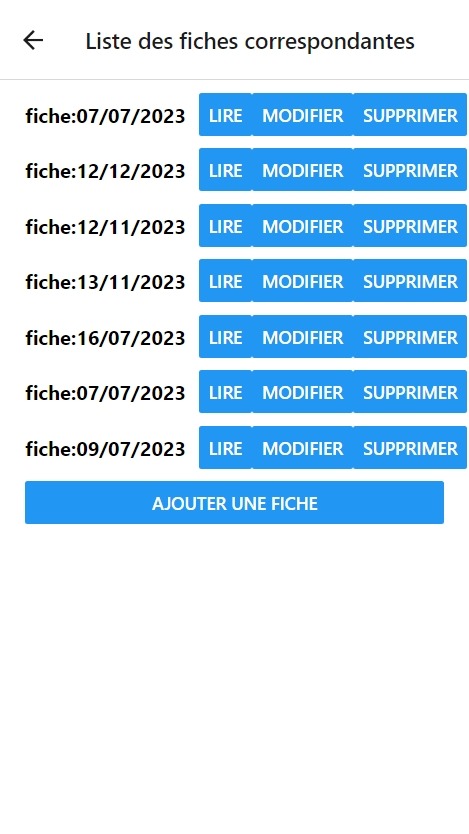 Liste des fiches correspondantes
fiche:07/07/2023 LIRE MODIFIER SUPPRIMER
fiche:12/12/2023 LIRE MODIFIER SUPPRIMER
fiche:12/11/2023 LIRE MODIFIER SUPPRIMER
fiche:13/11/2023 LIRE MODIFIER SUPPRIMER
fiche:16/07/2023 LIRE MODIFIER SUPPRIMER
fiche:07/07/2023 LIRE MODIFIER SUPPRIMER
fiche:09/07/2023 LIRE MODIFIER SUPPRIMER
AJOUTER UNE FICHE